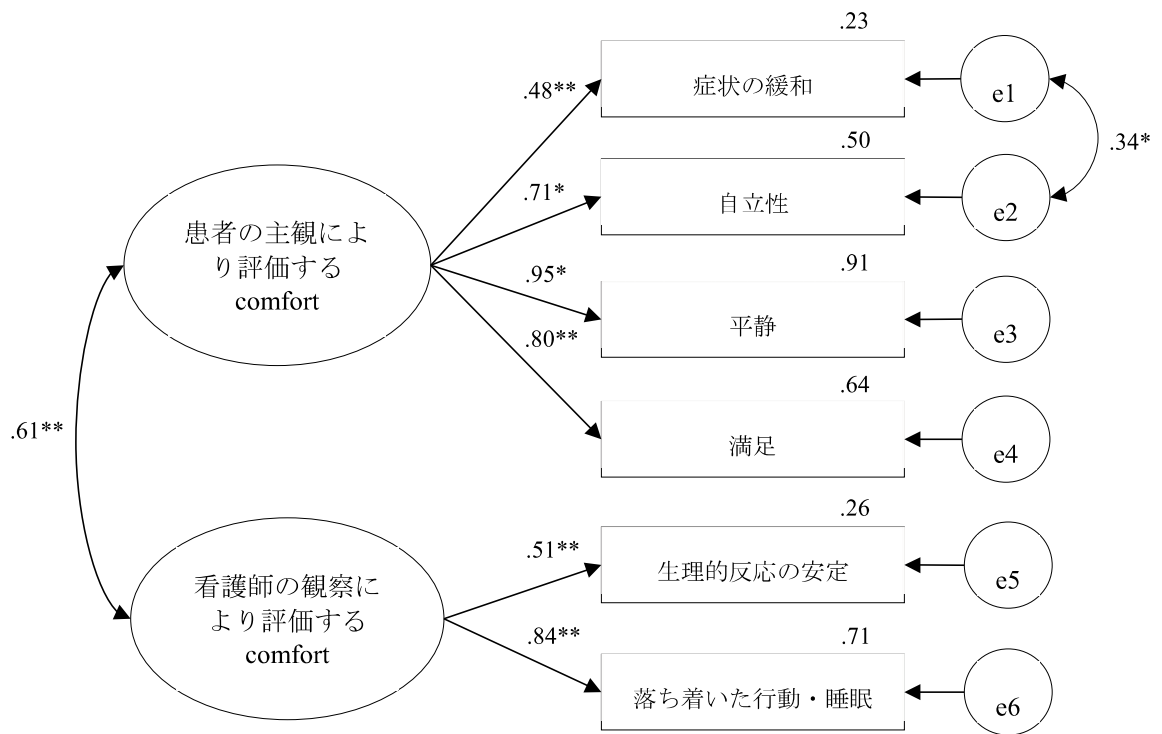 .23
.48**
症状の緩和
e1
.34*
.50
.71*
自立性
e2
患者の主観によ
り評価する
comfort
.91
.95*
平静
e3
.80**
.64
満足
e4
.61**
.26
.51**
生理的反応の安定
e5
看護師の観察に
より評価する
comfort
.84**
.71
落ち着いた行動・睡眠
e6